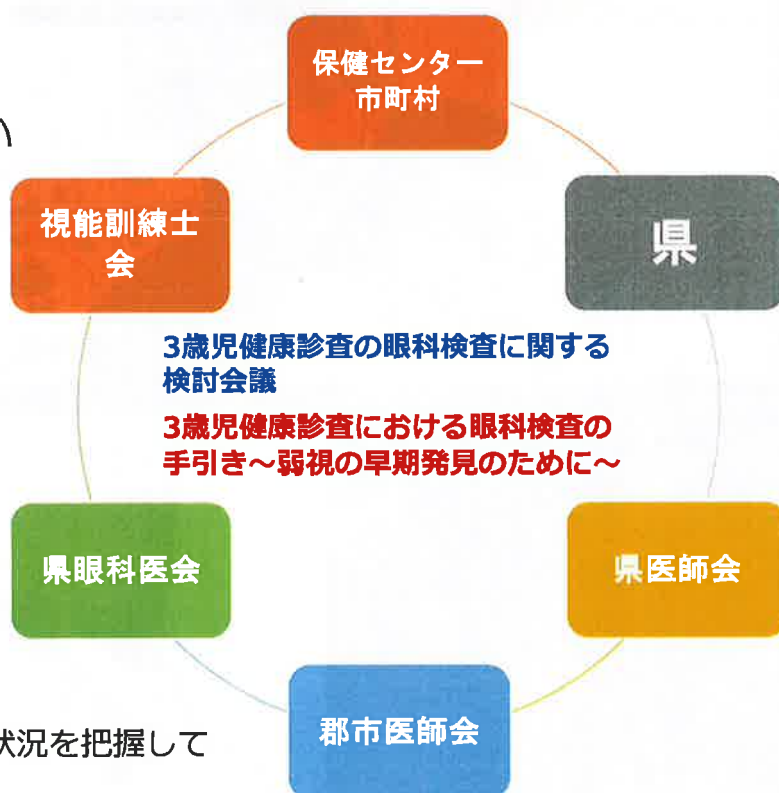 保健センター
市町村
い
視能訓練士
会
県
3歳児健康診査の眼科検査に関する
検討会議
3歳児健康診査における眼科検査の
手引き～弱視の早期発見のために～
県眼科医会
県医師会
郡市医師会
状況を把握して